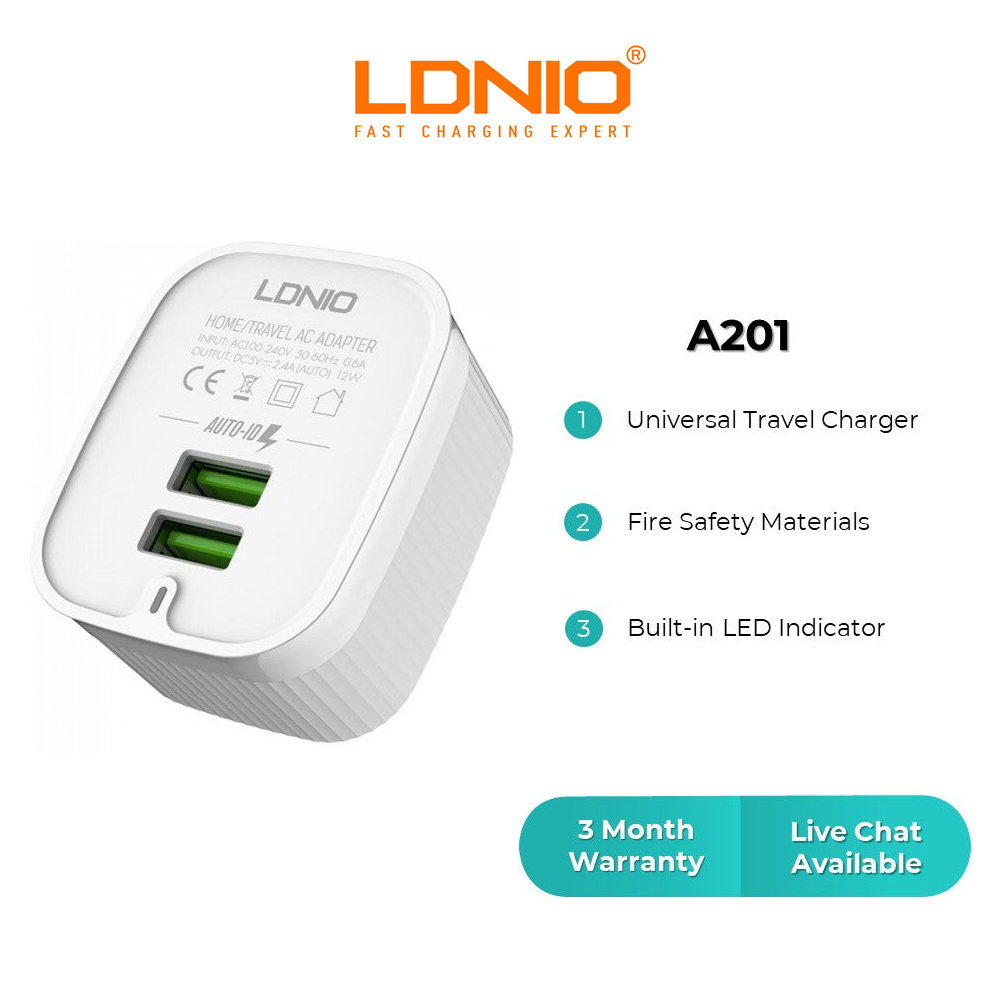 LDNIO®
FAST CHARGING EXPERT
LDNIO
HOME/TRAVEL AC ADAPTER
INPUT: AC100-240V 50-60Hz 0.6A
OUTPUT: DC5V⎓2.4A(AUTO) 12W
CE
AUTO-ID
A201
1 Universal Travel Charger
2 Fire Safety Materials
3 Built-in LED Indicator
3 Month
Warranty
Live Chat
Available